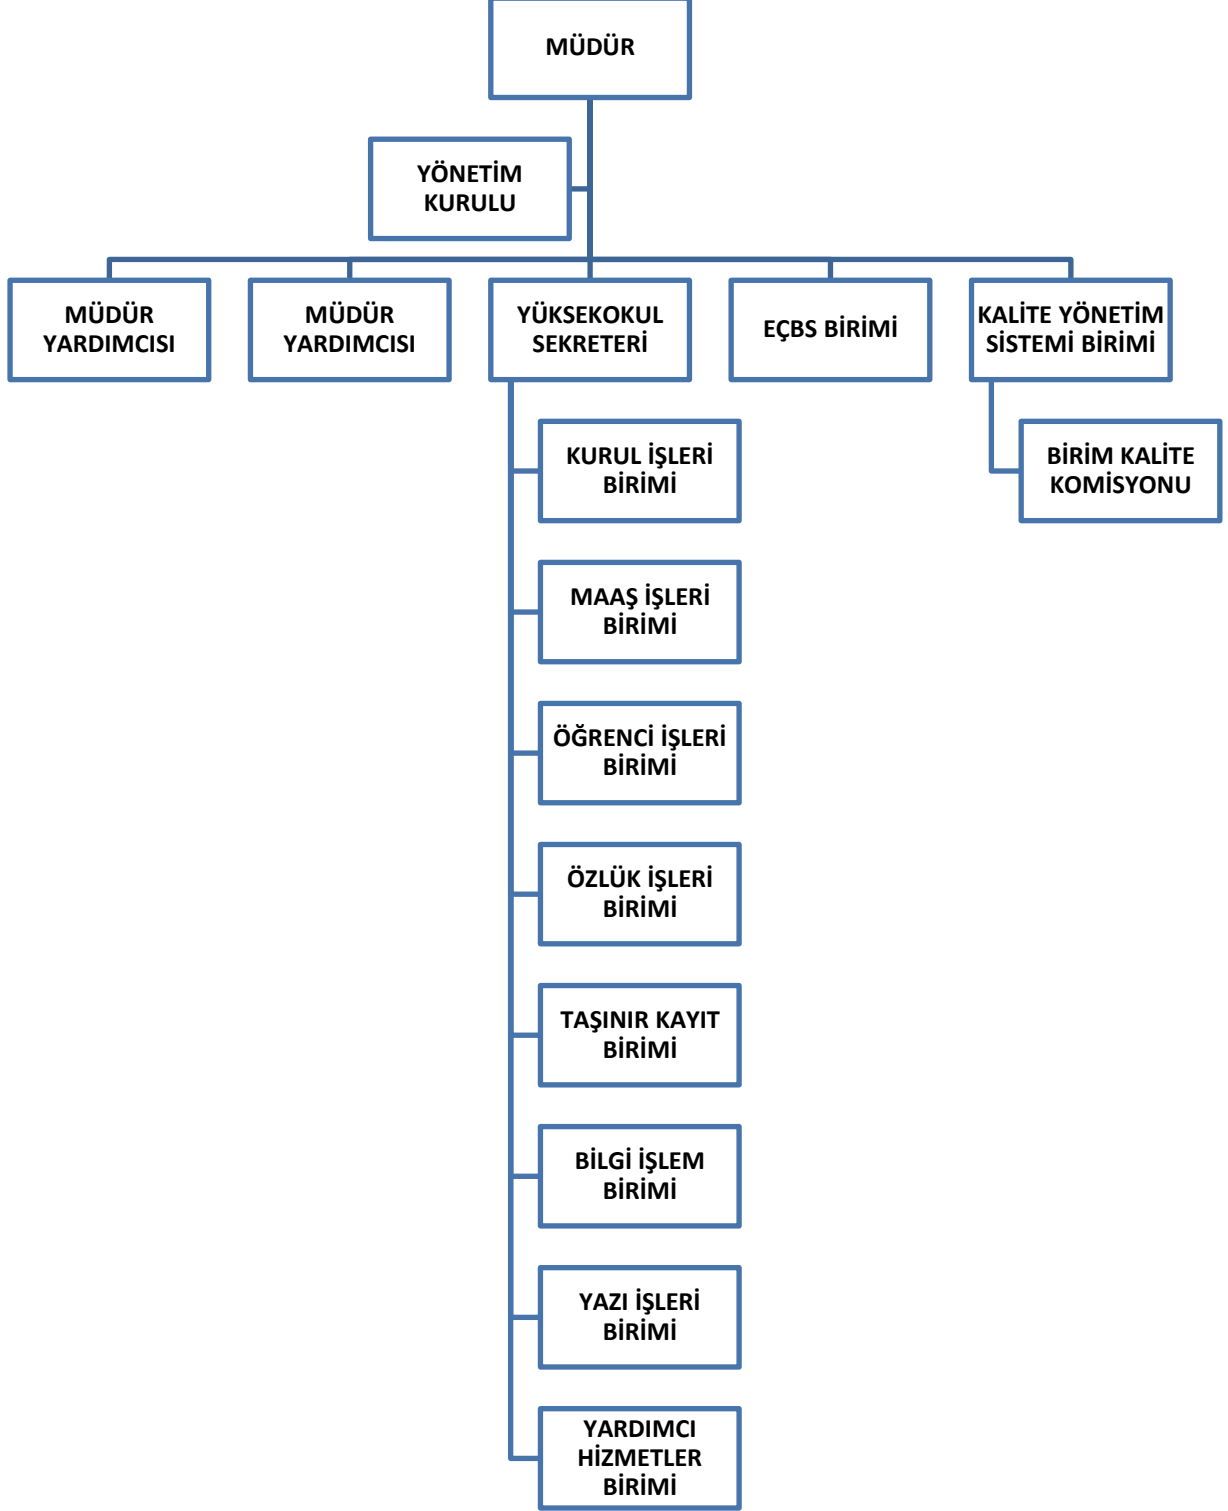 MÜDÜR
YÖNETİM
KURULU
MÜDÜR
YARDIMCISI
MÜDÜR
YARDIMCISI
YÜKSEKOKUL
SEKRETERİ
EÇBS BİRİMİ
KALİTE YÖNETİM
SİSTEMİ BİRİMİ
KURUL İŞLERİ
BİRİMİ
BİRİM KALİTE
KOMİSYONU
MAAŞ İŞLERİ
BİRİMİ
ÖĞRENCİ İŞLERİ
BİRİMİ
ÖZLÜK İŞLERİ
BİRİMİ
TAŞINIR KAYIT
BİRİMİ
BİLGİ İŞLEM
BİRİMİ
YAZI İŞLERİ
BİRİMİ
YARDIMCI
HİZMETLER
BİRİMİ